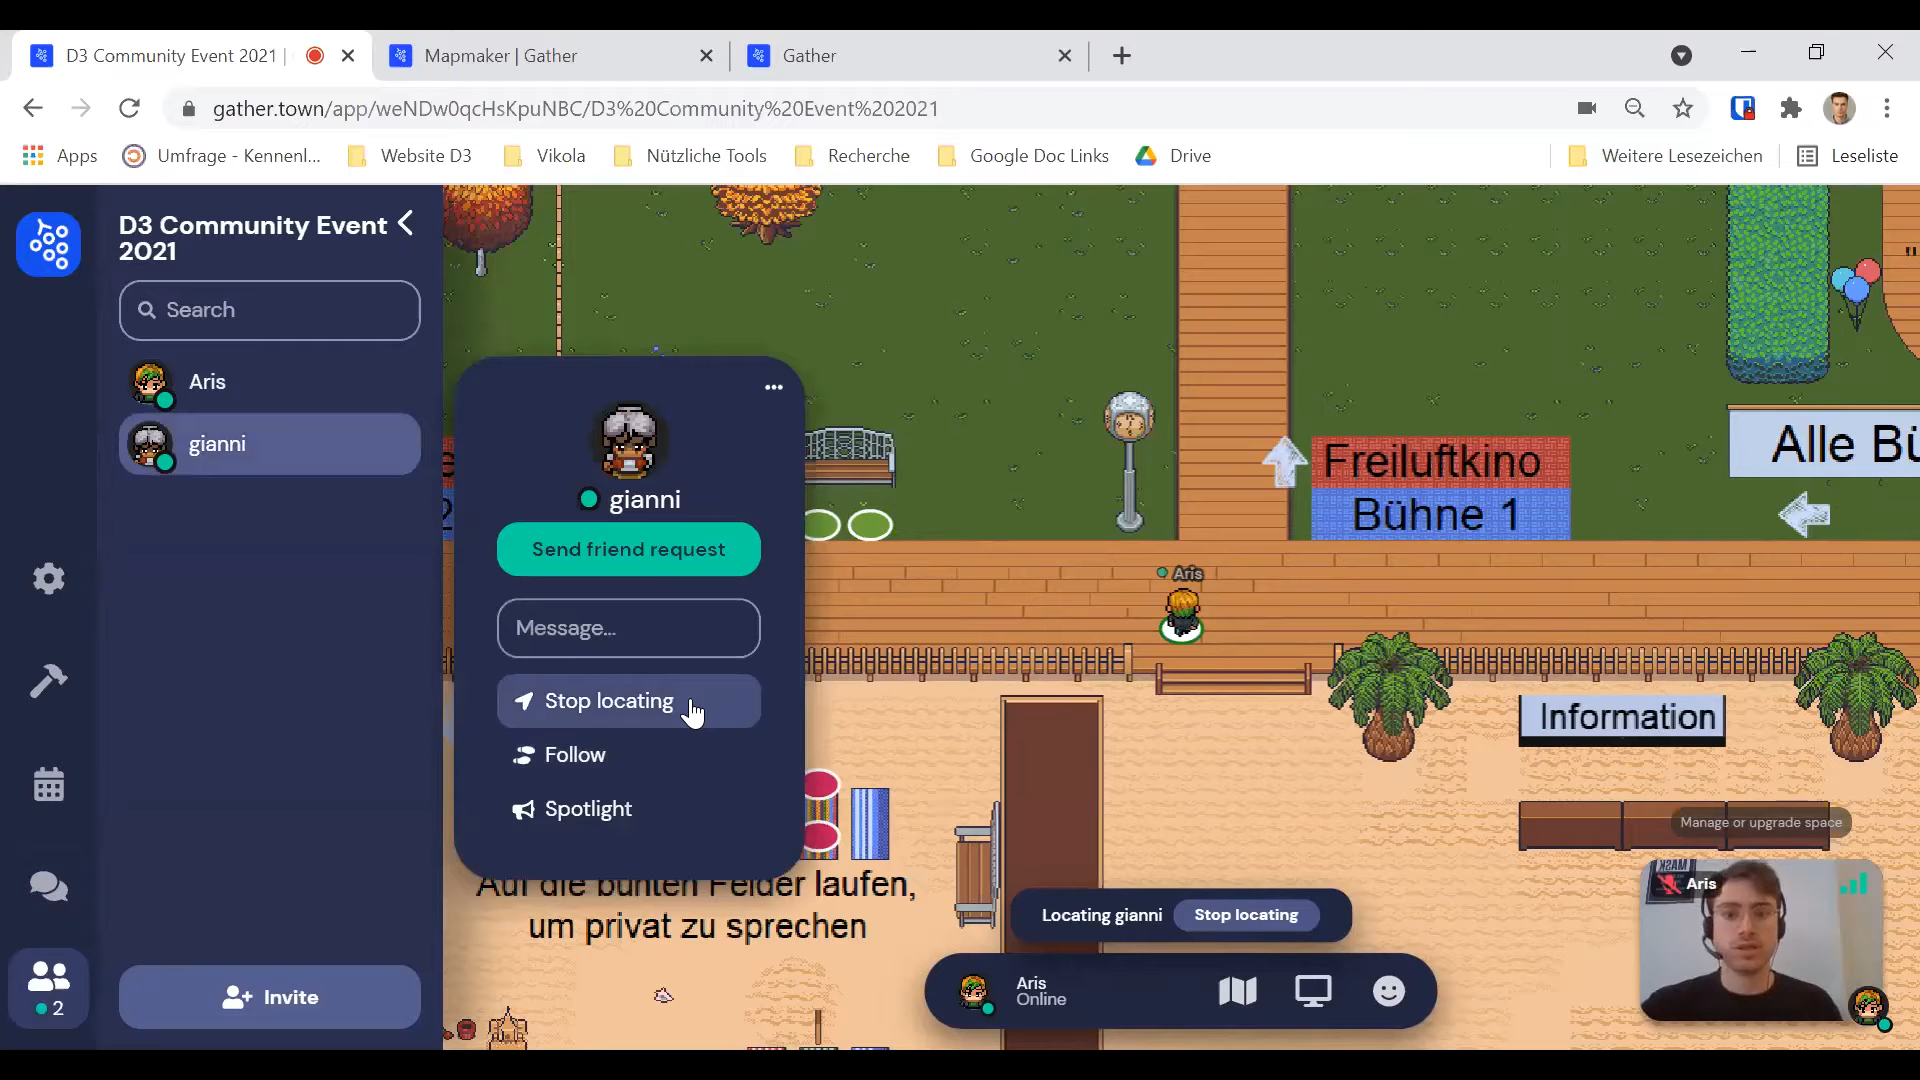 D3 Community Event 2021 |
Mapmaker | Gather
Gather
gather.town/app/weNDw0qcHsKpuNBC/D3%20Community%20Event%202021
Apps
Umfrage - Kennenl...
Website D3
Vikola
Nützliche Tools
Recherche
Google Doc Links
Drive
Weitere Lesezeichen
Leseliste
D3 Community Event
2021
Search
Aris
gianni
gianni
Send friend request
Message...
Stop locating
Follow
Spotlight
Freiluftkino
Bühne 1
Alle Bü
Aris
Information
Manage or upgrade space
Auf die bunten Felder laufen,
um privat zu sprechen
Locating gianni
Stop locating
Aris
Online
Aris
Invite
2